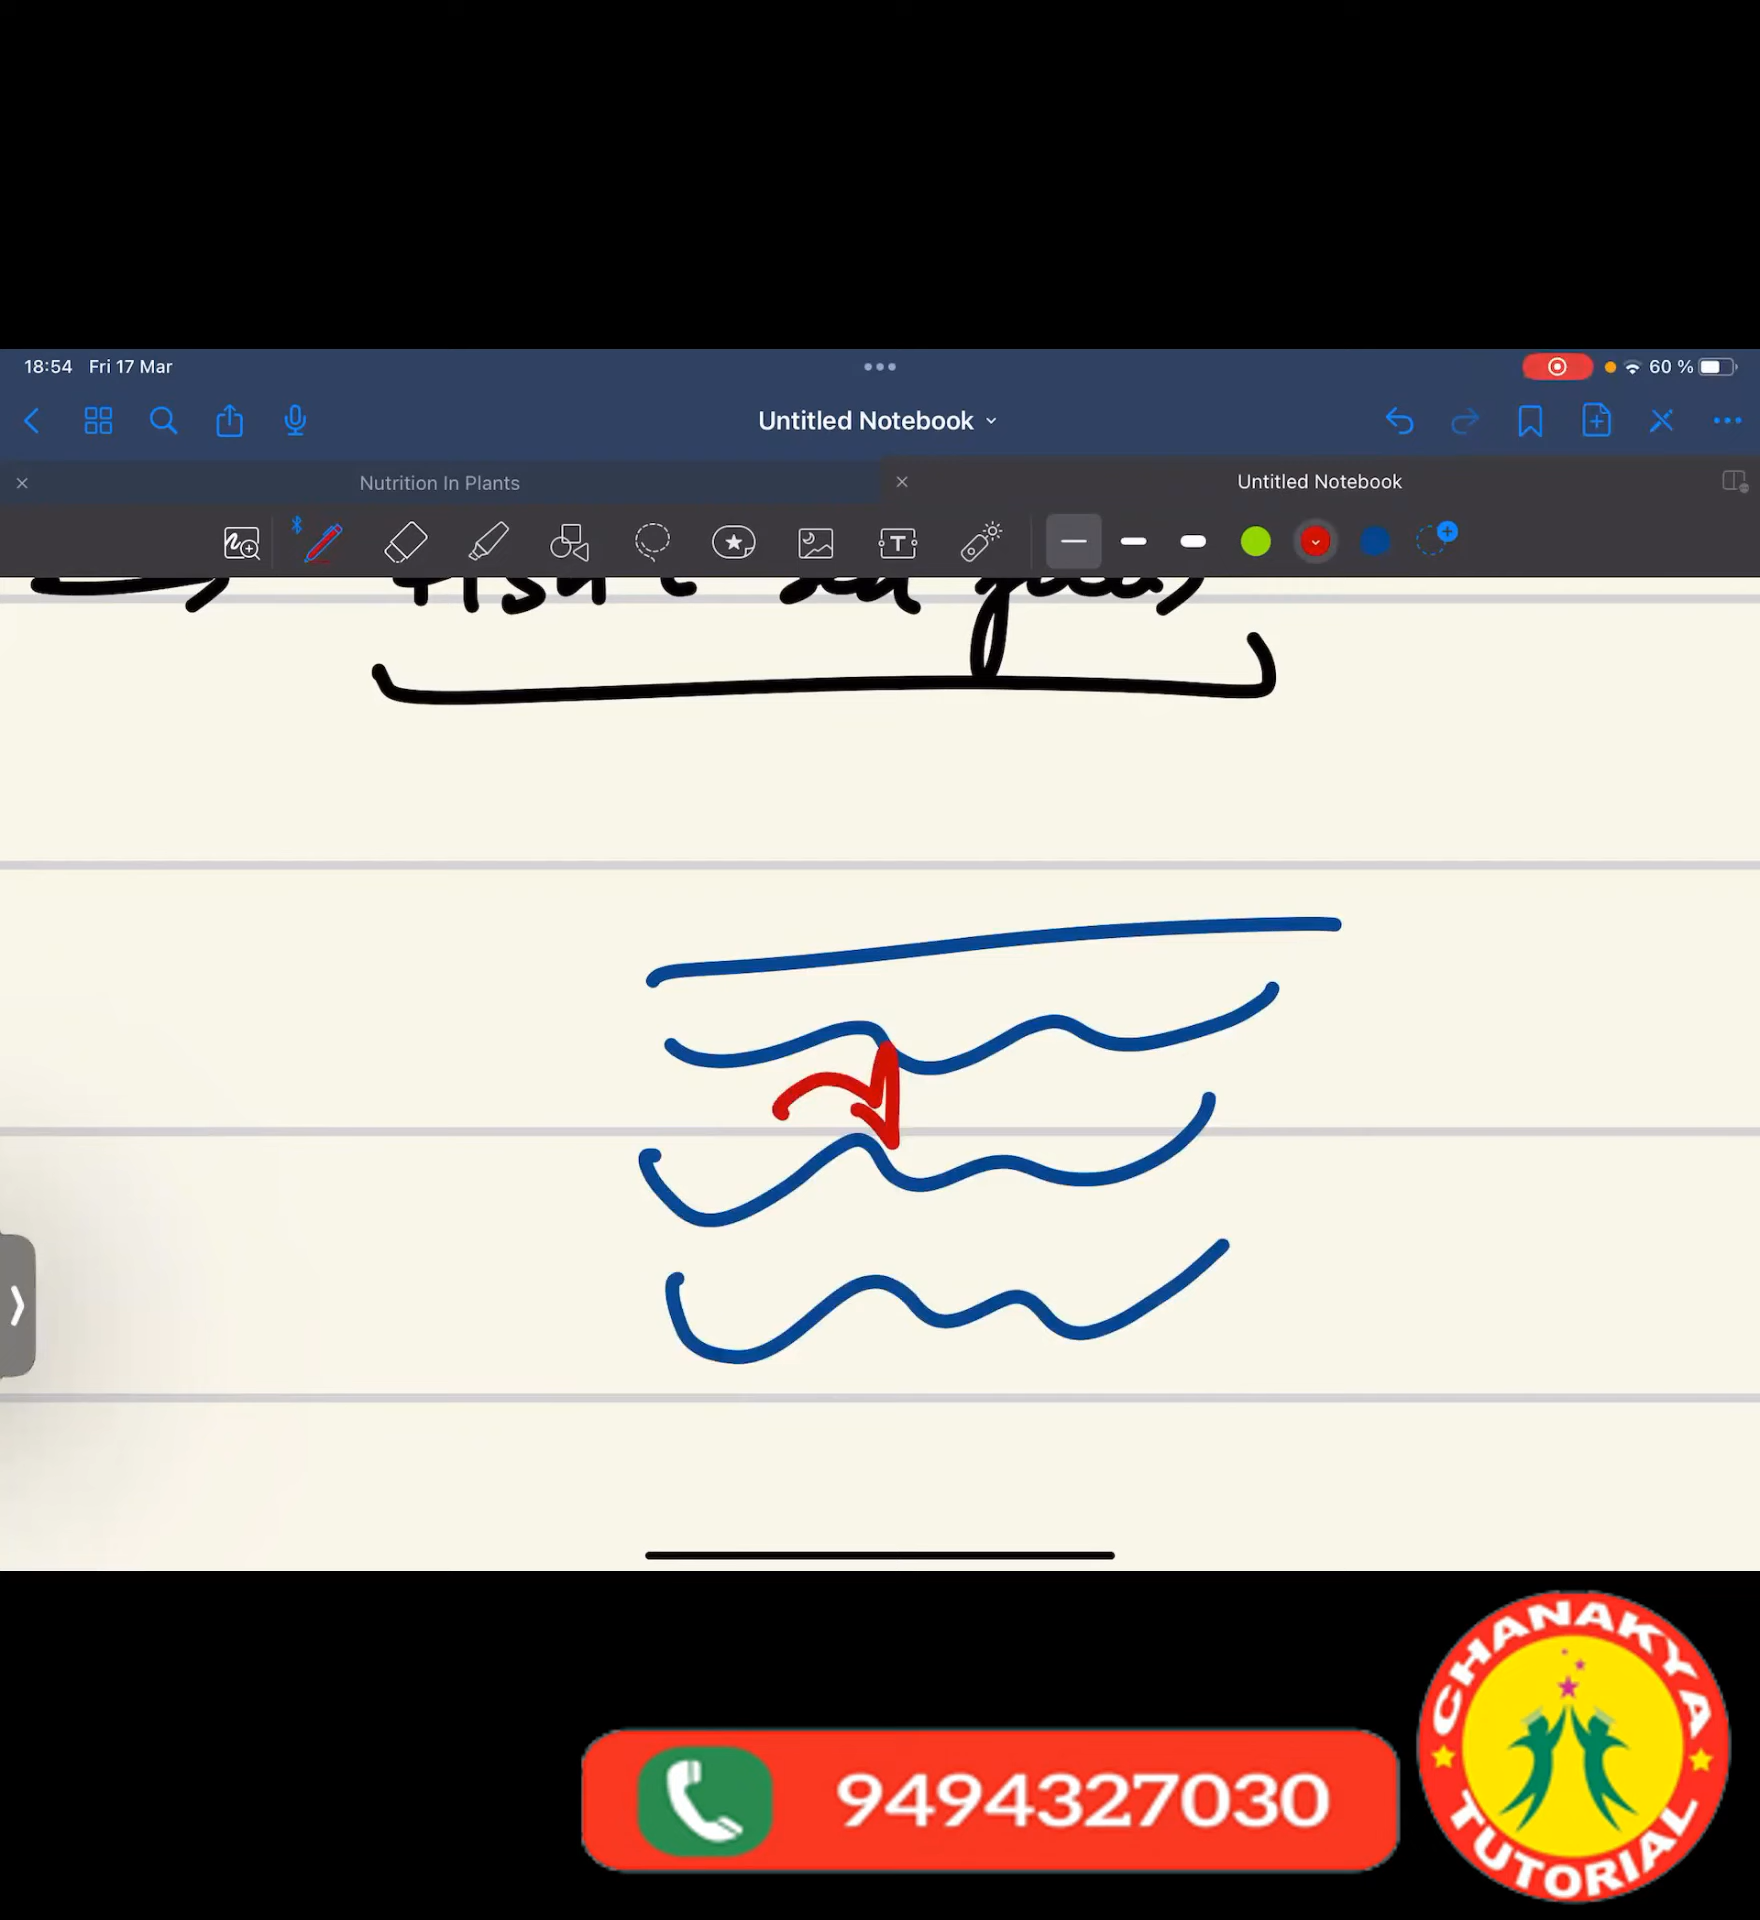 18:54 Fri 17 Mar
60 %
Untitled Notebook
Nutrition In Plants
Untitled Notebook
T
9494327030
CHANAKYA
TUTORIAL